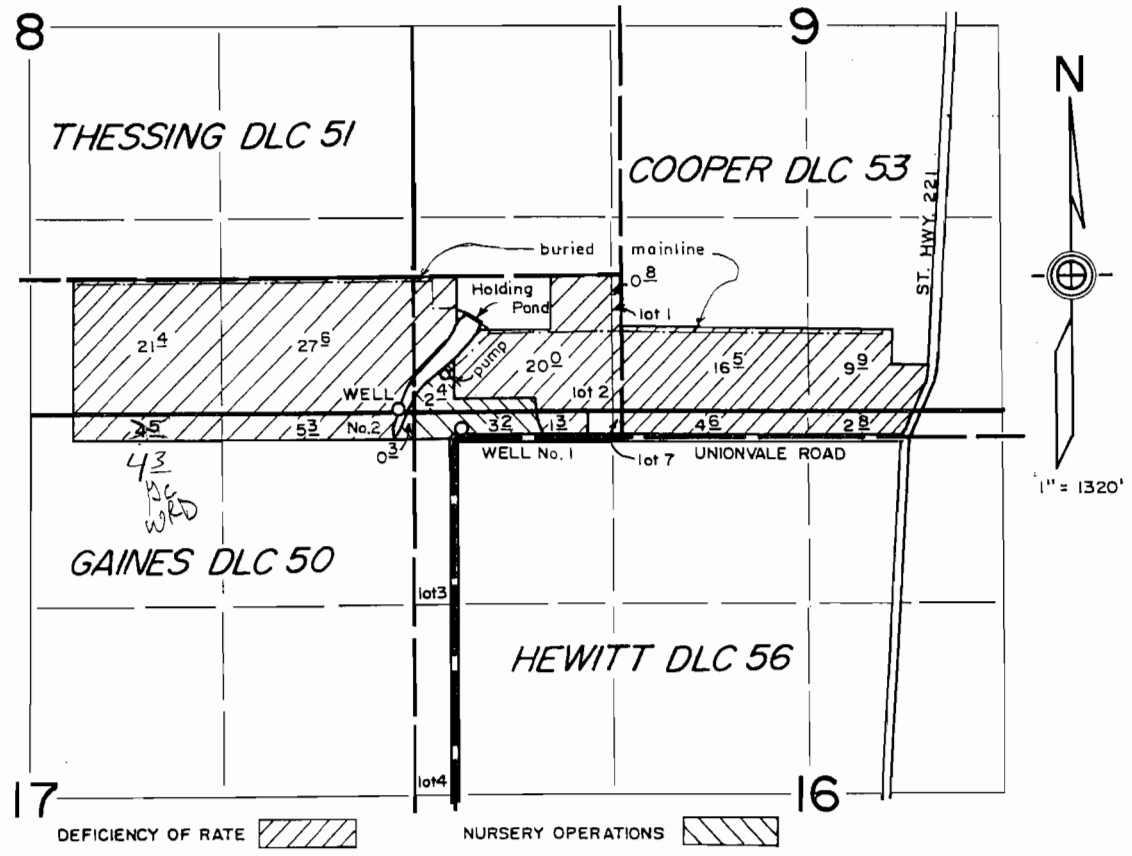 8
9
N
THESSING DLC 51
COOPER DLC 53
ST. HWY. 221
buried mainline
0 8
Holding
Pond
lot 1
21 4
27 6
pump
20 0
16 5
9 9
WELL
2 4
lot 2
4 5
5 3
No. 2
0 3
3 2
1 3
4 6
2 8
WELL No. 1
lot 7
UNIONVALE ROAD
1" = 1320'
4 3
WRD
GAINES DLC 50
lot3
HEWITT DLC 56
lot4
17
16
DEFICIENCY OF RATE
NURSERY OPERATIONS